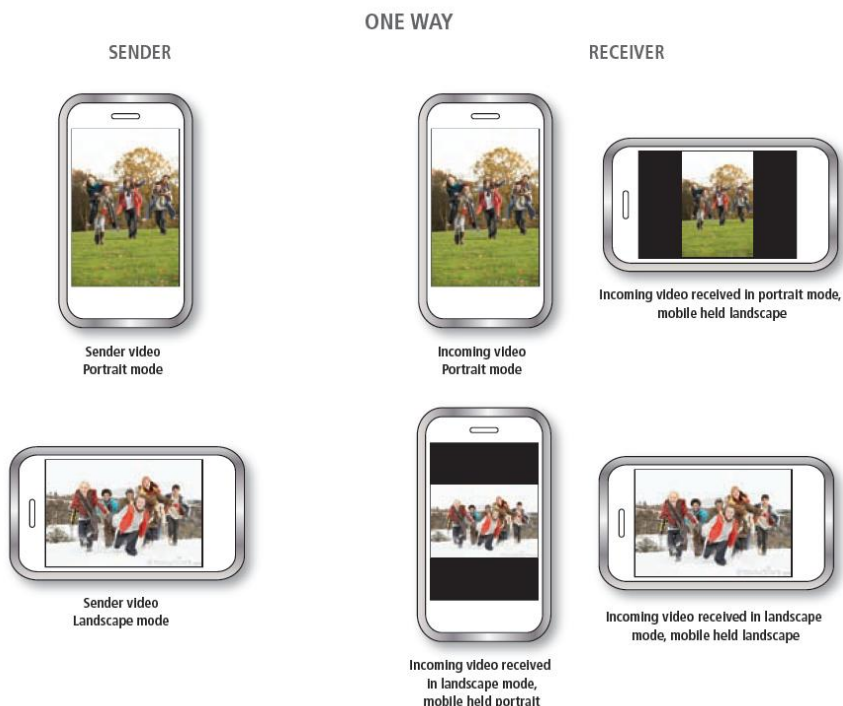 ONE WAY
SENDER
RECEIVER
Sender video
Portrait mode
Incoming video
Portrait mode
Incoming video received in portrait mode,
mobile held landscape
Sender video
Landscape mode
Incoming video received
in landscape mode,
mobile held portrait
Incoming video received in landscape
mode, mobile held landscape